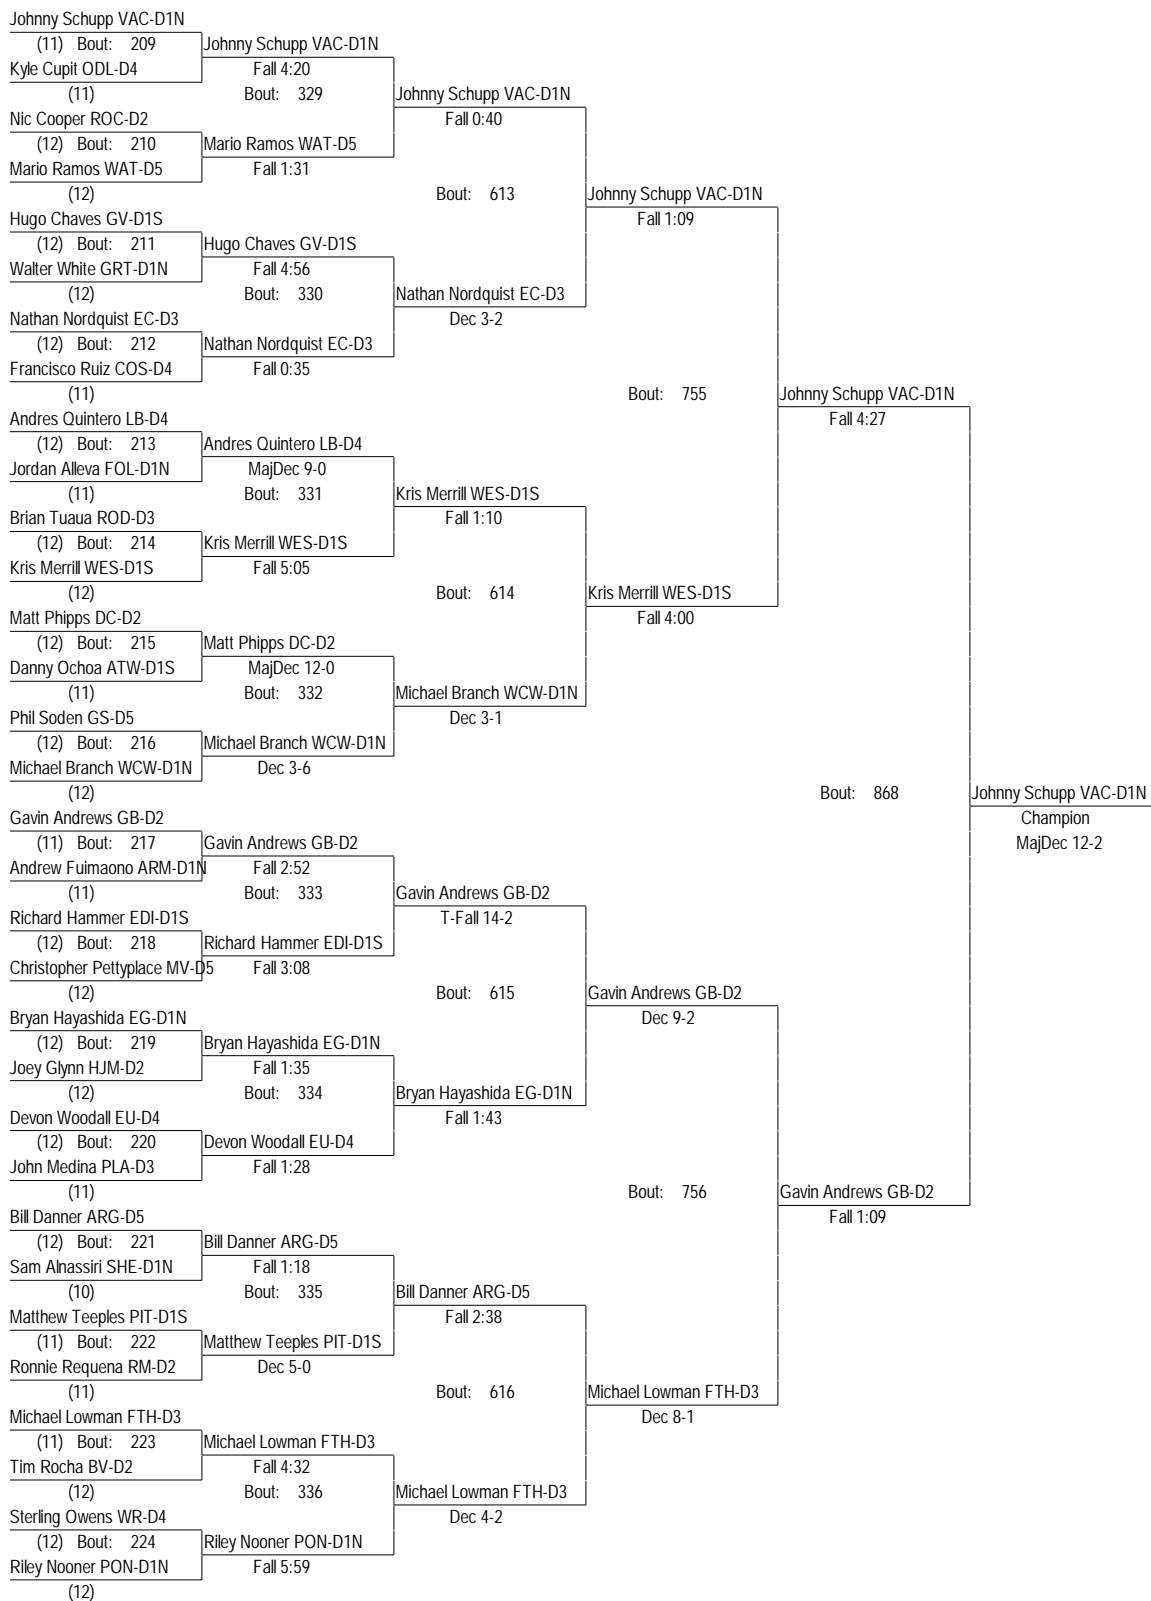 Johnny Schupp VAC-D1N
(11) Bout: 209 Johnny Schupp VAC-D1N
Kyle Cupit ODL-D4 Fall 4:20
(11) Bout: 329 Johnny Schupp VAC-D1N
Nic Cooper ROC-D2 Fall 0:40
(12) Bout: 210 Mario Ramos WAT-D5
Mario Ramos WAT-D5 Fall 1:31
(12) Bout: 613 Johnny Schupp VAC-D1N
Hugo Chaves GV-D1S Fall 1:09
(12) Bout: 211 Hugo Chaves GV-D1S
Walter White GRT-D1N Fall 4:56
(12) Bout: 330 Nathan Nordquist EC-D3
Nathan Nordquist EC-D3 Dec 3-2
(12) Bout: 212 Nathan Nordquist EC-D3
Francisco Ruiz COS-D4 Fall 0:35
(11) Bout: 755 Johnny Schupp VAC-D1N
Andres Quintero LB-D4 Fall 4:27
(12) Bout: 213 Andres Quintero LB-D4
Jordan Alleva FOL-D1N MajDec 9-0
(11) Bout: 331 Kris Merrill WES-D1S
Brian Tuaua ROD-D3 Fall 1:10
(12) Bout: 214 Kris Merrill WES-D1S
Kris Merrill WES-D1S Fall 5:05
(12) Bout: 614 Kris Merrill WES-D1S
Matt Phipps DC-D2 Fall 4:00
(12) Bout: 215 Matt Phipps DC-D2
Danny Ochoa ATW-D1S MajDec 12-0
(11) Bout: 332 Michael Branch WCW-D1N
Phil Soden GS-D5 Dec 3-1
(12) Bout: 216 Michael Branch WCW-D1N
Michael Branch WCW-D1N Dec 3-6
(12) Bout: 868 Johnny Schupp VAC-D1N
Gavin Andrews GB-D2 Champion
(11) Bout: 217 Gavin Andrews GB-D2 MajDec 12-2
Andrew Fuimaono ARM-D1N Fall 2:52
(11) Bout: 333 Gavin Andrews GB-D2
Richard Hammer EDI-D1S T-Fall 14-2
(12) Bout: 218 Richard Hammer EDI-D1S
Christopher Pettyplace MV-D5 Fall 3:08
(12) Bout: 615 Gavin Andrews GB-D2
Bryan Hayashida EG-D1N Dec 9-2
(12) Bout: 219 Bryan Hayashida EG-D1N
Joey Glynn HJM-D2 Fall 1:35
(12) Bout: 334 Bryan Hayashida EG-D1N
Devon Woodall EU-D4 Fall 1:43
(12) Bout: 220 Devon Woodall EU-D4
John Medina PLA-D3 Fall 1:28
(11) Bout: 756 Gavin Andrews GB-D2
Bill Danner ARG-D5 Fall 1:09
(12) Bout: 221 Bill Danner ARG-D5
Sam Alnassiri SHE-D1N Fall 1:18
(10) Bout: 335 Bill Danner ARG-D5
Matthew Teeples PIT-D1S Fall 2:38
(11) Bout: 222 Matthew Teeples PIT-D1S
Ronnie Requena RM-D2 Dec 5-0
(11) Bout: 616 Michael Lowman FTH-D3
Michael Lowman FTH-D3 Dec 8-1
(11) Bout: 223 Michael Lowman FTH-D3
Tim Rocha BV-D2 Fall 4:32
(12) Bout: 336 Michael Lowman FTH-D3
Sterling Owens WR-D4 Dec 4-2
(12) Bout: 224 Riley Nooner PON-D1N
Riley Nooner PON-D1N Fall 5:59
(12)